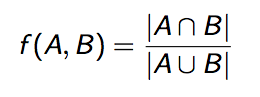 f(A, B) = |A ∩ B| / |A ∪ B|